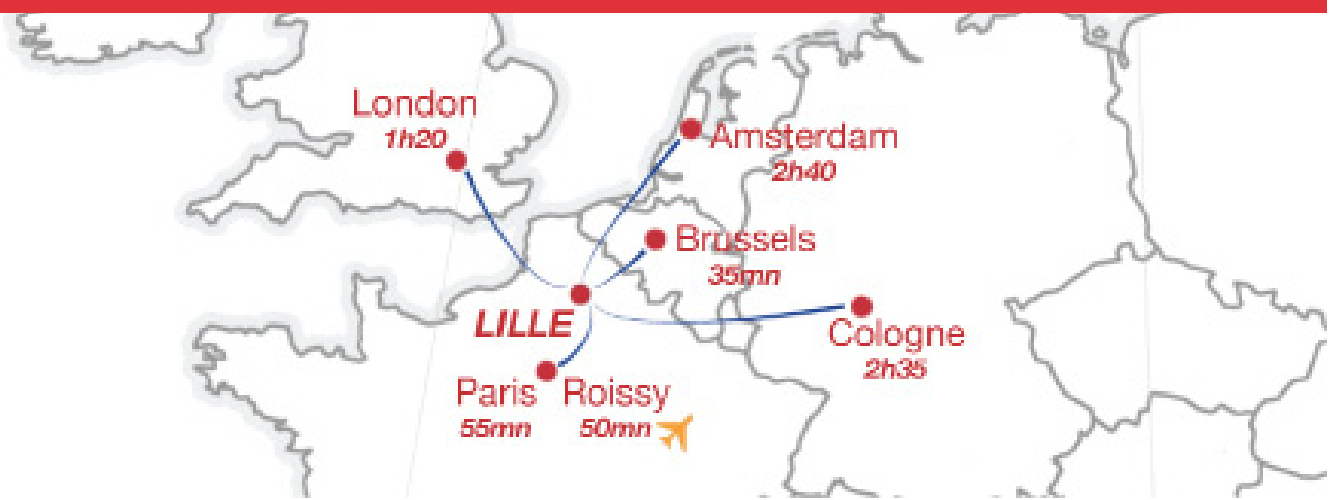 London
1h20
Amsterdam
2h40
Brussels
35mn
LILLE
Cologne
2h35
Paris Roissy
55mn 50mn